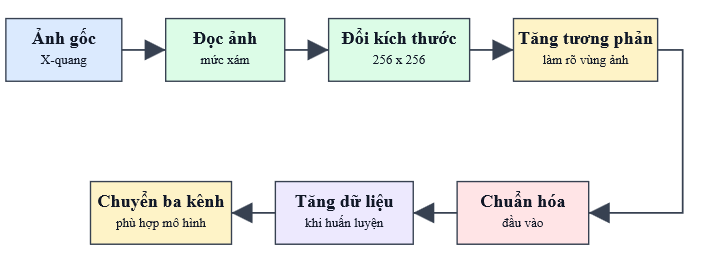 Ảnh gốc
X-quang
Đọc ảnh
mức xám
Đổi kích thước
256 x 256
Tăng tương phản
làm rõ vùng ảnh
Chuẩn hóa
đầu vào
Tăng dữ liệu
khi huấn luyện
Chuyển ba kênh
phù hợp mô hình